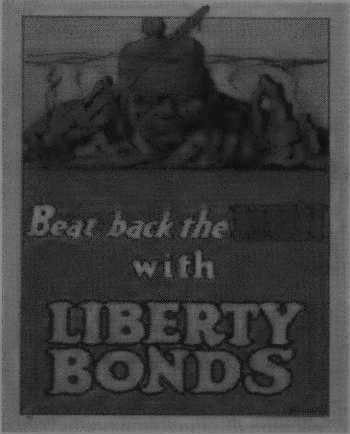 Beat back the
with
LIBERTY
BONDS